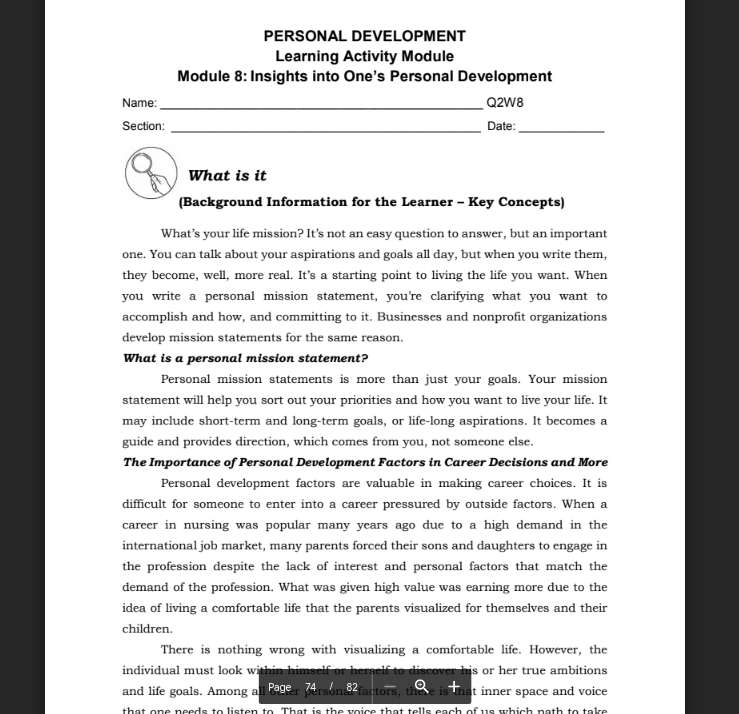 PERSONAL DEVELOPMENT
Learning Activity Module
Module 8: Insights into One's Personal Development
Name: ________________________________________________ Q2W8
Section: ______________________________________________ Date: _____________
What is it
(Background Information for the Learner – Key Concepts)
What's your life mission? It's not an easy question to answer, but an important
one. You can talk about your aspirations and goals all day, but when you write them,
they become, well, more real. It's a starting point to living the life you want. When
you write a personal mission statement, you're clarifying what you want to
accomplish and how, and committing to it. Businesses and nonprofit organizations
develop mission statements for the same reason.
What is a personal mission statement?
Personal mission statements is more than just your goals. Your mission
statement will help you sort out your priorities and how you want to live your life. It
may include short-term and long-term goals, or life-long aspirations. It becomes a
guide and provides direction, which comes from you, not someone else.
The Importance of Personal Development Factors in Career Decisions and More
Personal development factors are valuable in making career choices. It is
difficult for someone to enter into a career pressured by outside factors. When a
career in nursing was popular many years ago due to a high demand in the
international job market, many parents forced their sons and daughters to engage in
the profession despite the lack of interest and personal factors that match the
demand of the profession. What was given high value was earning more due to the
idea of living a comfortable life that the parents visualized for themselves and their
children.
There is nothing wrong with visualizing a comfortable life. However, the
individual must look within himself or herself to discover his or her true ambitions
and life goals. Among all other personal factors, there is that inner space and voice
that one needs to listen to. That is the voice that tells each of us which path to take
Page 74 / 82